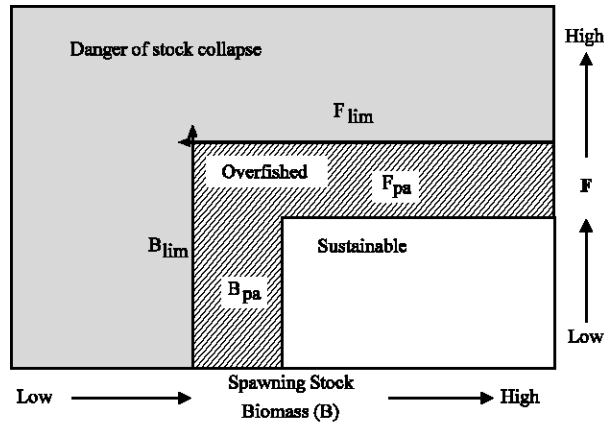 Danger of stock collapse
High
F lim
Overfished
F pa
F
B lim
Sustainable
B pa
Low
Low
Spawning Stock
Biomass (B)
High